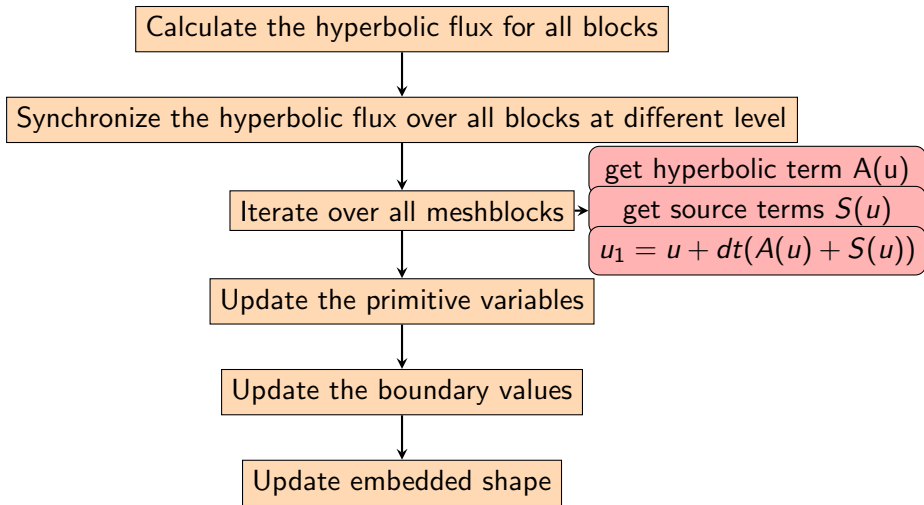 Calculate the hyperbolic flux for all blocks
Synchronize the hyperbolic flux over all blocks at different level
Iterate over all meshblocks
get hyperbolic term A(u)
get source terms S(u)
u₁ = u + dt(A(u) + S(u))
Update the primitive variables
Update the boundary values
Update embedded shape